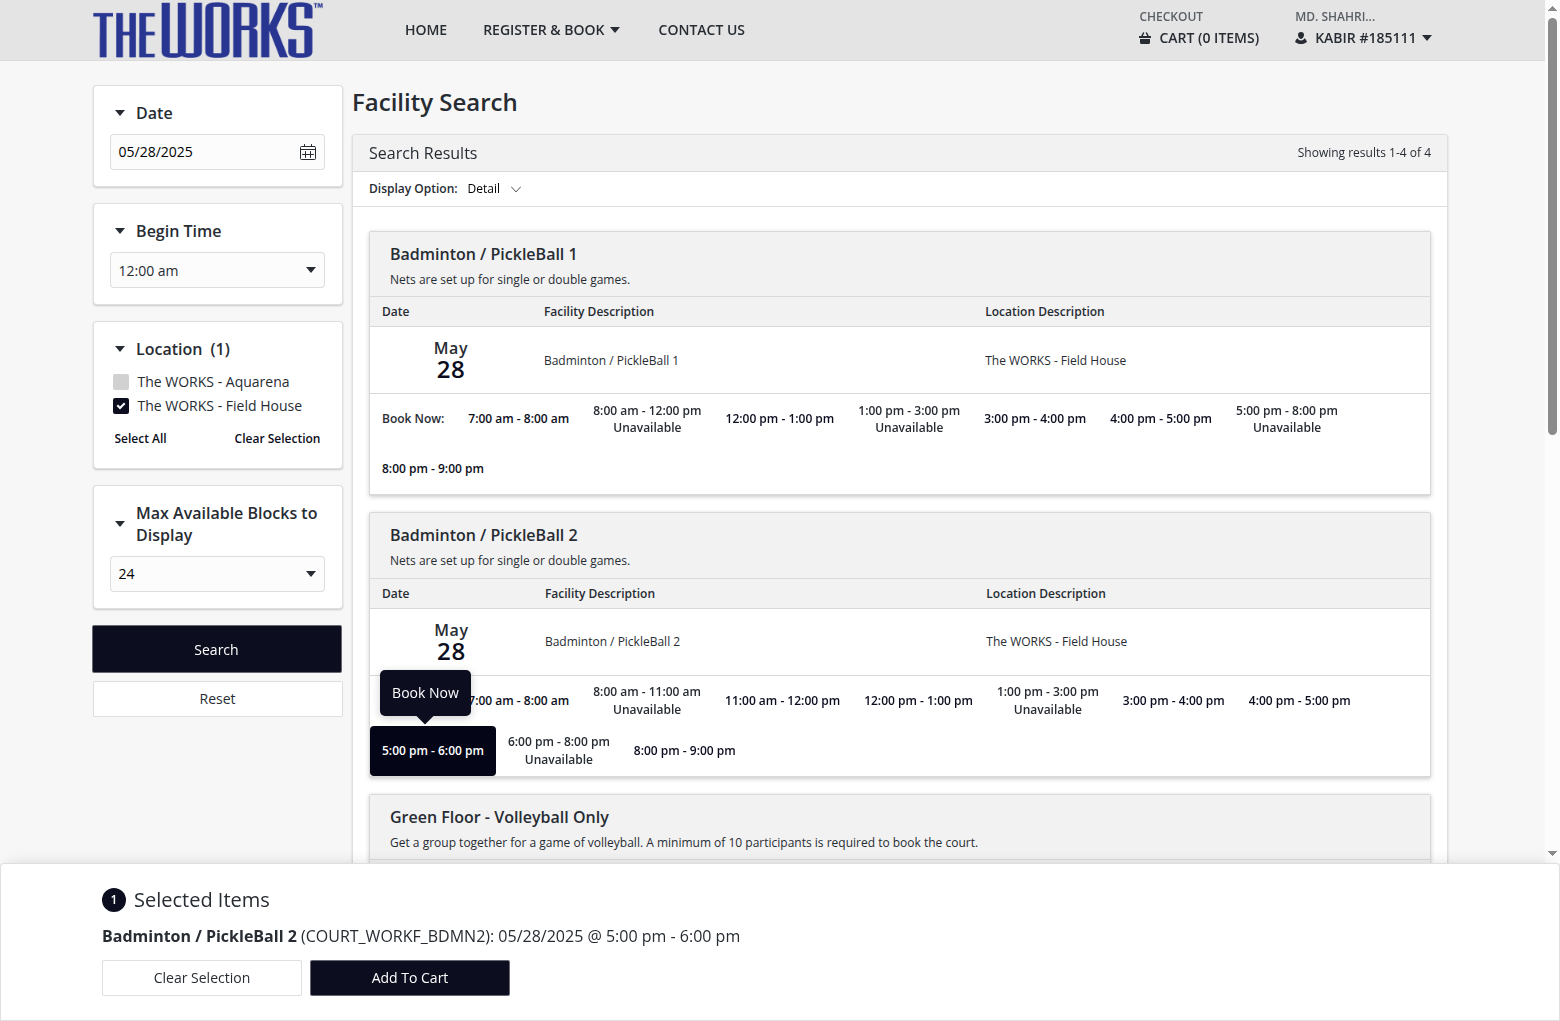 THE WORKS™
HOME
REGISTER & BOOK
CONTACT US
CHECKOUT
CART (0 ITEMS)
MD. SHAHRI...
KABIR #185111
Date
05/28/2025
Begin Time
12:00 am
Location (1)
The WORKS - Aquarena
The WORKS - Field House
Select All
Clear Selection
Max Available Blocks to
Display
24
Search
Reset
Facility Search
Search Results
Showing results 1-4 of 4
Display Option: Detail
Badminton / PickleBall 1
Nets are set up for single or double games.
Date Facility Description Location Description
May
28
Badminton / PickleBall 1
The WORKS - Field House
Book Now:
7:00 am - 8:00 am
8:00 am - 12:00 pm
Unavailable
12:00 pm - 1:00 pm
1:00 pm - 3:00 pm
Unavailable
3:00 pm - 4:00 pm
4:00 pm - 5:00 pm
5:00 pm - 8:00 pm
Unavailable
8:00 pm - 9:00 pm
Badminton / PickleBall 2
Nets are set up for single or double games.
Date Facility Description Location Description
May
28
Badminton / PickleBall 2
The WORKS - Field House
Book Now
7:00 am - 8:00 am
8:00 am - 11:00 am
Unavailable
11:00 am - 12:00 pm
12:00 pm - 1:00 pm
1:00 pm - 3:00 pm
Unavailable
3:00 pm - 4:00 pm
4:00 pm - 5:00 pm
5:00 pm - 6:00 pm
6:00 pm - 8:00 pm
Unavailable
8:00 pm - 9:00 pm
Green Floor - Volleyball Only
Get a group together for a game of volleyball. A minimum of 10 participants is required to book the court.
1 Selected Items
Badminton / PickleBall 2 (COURT_WORKF_BDMN2): 05/28/2025 @ 5:00 pm - 6:00 pm
Clear Selection
Add To Cart